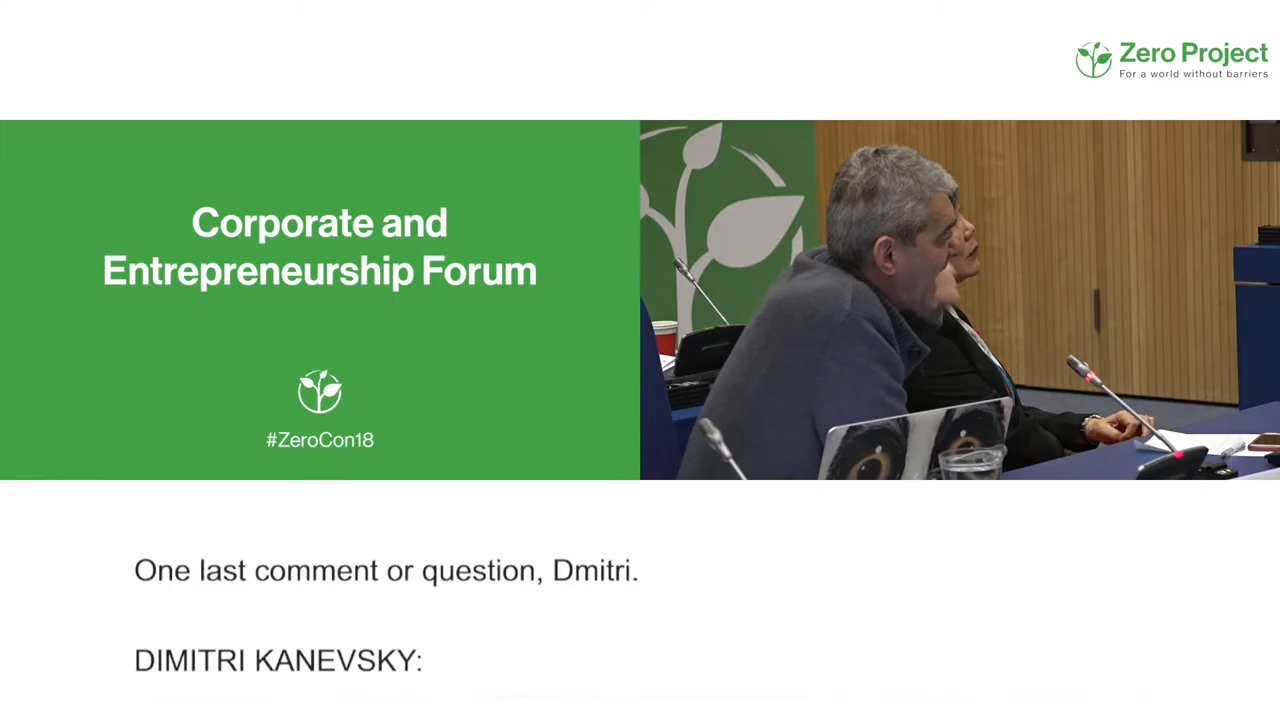 Zero Project
For a world without barriers
Corporate and
Entrepreneurship Forum
#ZeroCon18
One last comment or question, Dmitri.
DIMITRI KANEVSKY: